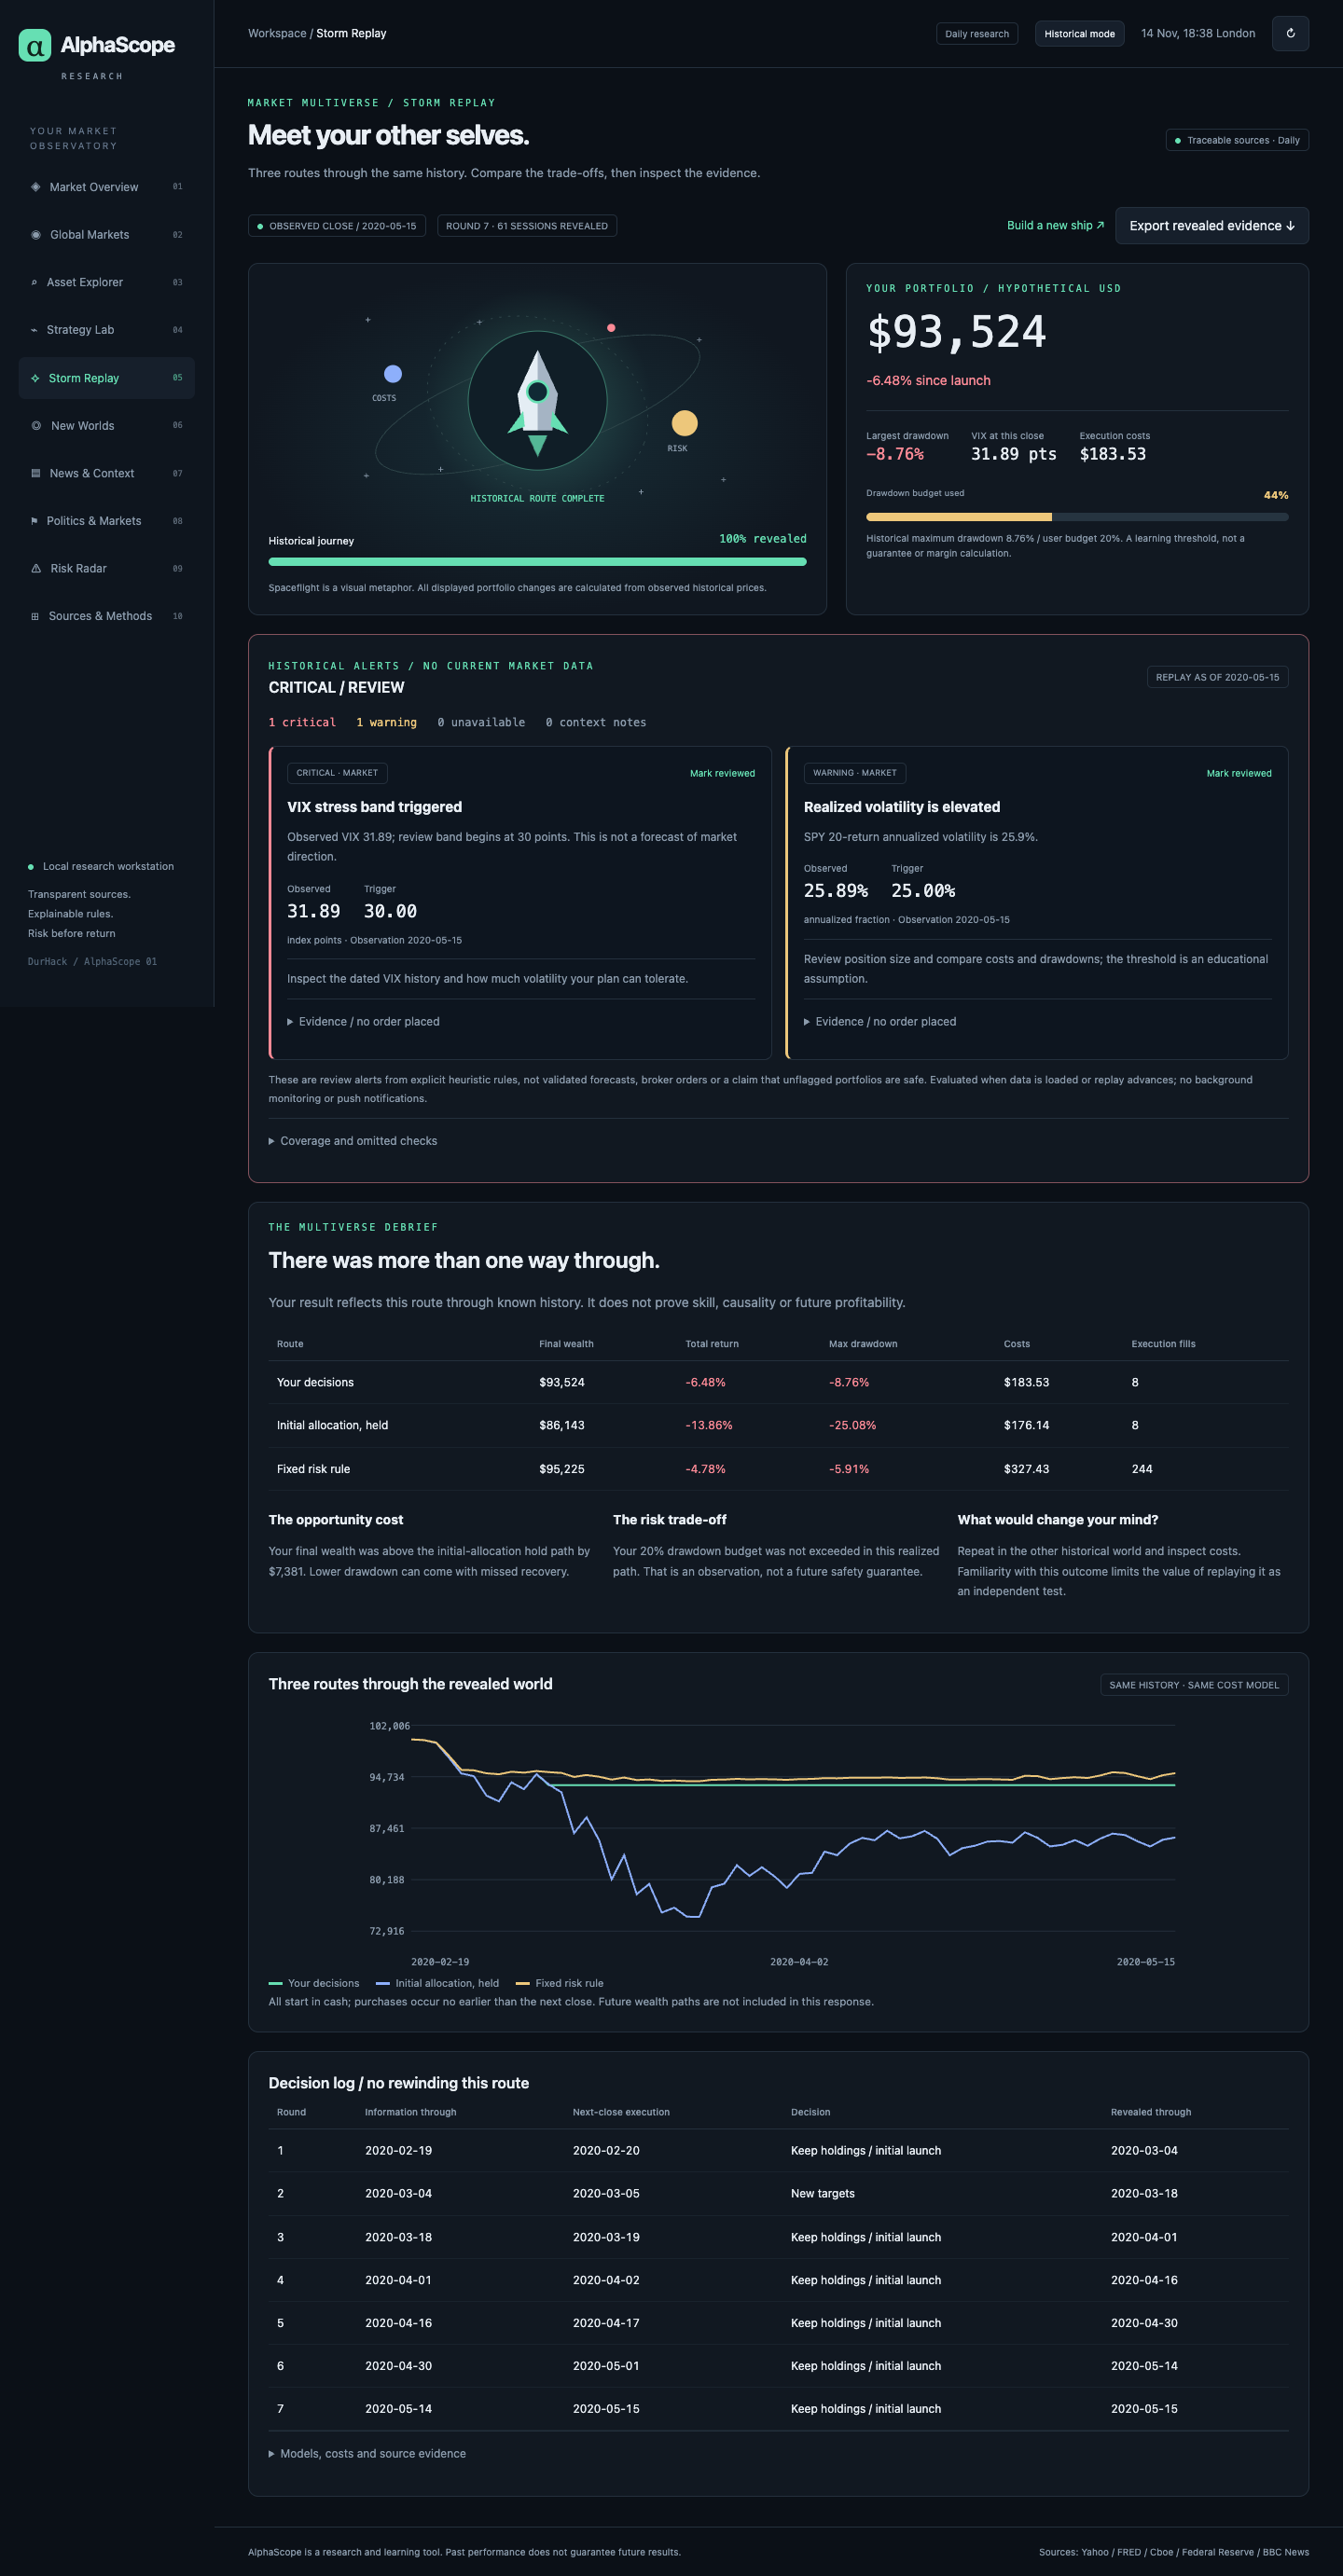 α AlphaScope
RESEARCH
YOUR MARKET
OBSERVATORY
Market Overview 01
Global Markets 02
Asset Explorer 03
Strategy Lab 04
Storm Replay 05
New Worlds 06
News & Context 07
Politics & Markets 08
Risk Radar 09
Sources & Methods 10
Local research workstation
Transparent sources.
Explainable rules.
Risk before return
DurHack / AlphaScope 01
Workspace / Storm Replay
Daily research
Historical mode
14 Nov, 18:38 London
↻
MARKET MULTIVERSE / STORM REPLAY
Meet your other selves.
Traceable sources · Daily
Three routes through the same history. Compare the trade-offs, then inspect the evidence.
OBSERVED CLOSE / 2020-05-15
ROUND 7 · 61 SESSIONS REVEALED
Build a new ship ↗
Export revealed evidence ↓
COSTS
RISK
HISTORICAL ROUTE COMPLETE
Historical journey 100% revealed
Spaceflight is a visual metaphor. All displayed portfolio changes are calculated from observed historical prices.
YOUR PORTFOLIO / HYPOTHETICAL USD
$93,524
-6.48% since launch
Largest drawdown VIX at this close Execution costs
−8.76% 31.89 pts $183.53
Drawdown budget used 44%
Historical maximum drawdown 8.76% / user budget 20%. A learning threshold, not a
guarantee or margin calculation.
HISTORICAL ALERTS / NO CURRENT MARKET DATA
CRITICAL / REVIEW
REPLAY AS OF 2020-05-15
1 critical 1 warning 0 unavailable 0 context notes
CRITICAL · MARKET Mark reviewed
VIX stress band triggered
Observed VIX 31.89; review band begins at 30 points. This is not a forecast of market
direction.
Observed Trigger
31.89 30.00
index points · Observation 2020-05-15
Inspect the dated VIX history and how much volatility your plan can tolerate.
▶ Evidence / no order placed
WARNING · MARKET Mark reviewed
Realized volatility is elevated
SPY 20-return annualized volatility is 25.9%.
Observed Trigger
25.89% 25.00%
annualized fraction · Observation 2020-05-15
Review position size and compare costs and drawdowns; the threshold is an educational
assumption.
▶ Evidence / no order placed
These are review alerts from explicit heuristic rules, not validated forecasts, broker orders or a claim that unflagged portfolios are safe. Evaluated when data is loaded or replay advances; no background
monitoring or push notifications.
▶ Coverage and omitted checks
THE MULTIVERSE DEBRIEF
There was more than one way through.
Your result reflects this route through known history. It does not prove skill, causality or future profitability.
Route Final wealth Total return Max drawdown Costs Execution fills
Your decisions $93,524 -6.48% -8.76% $183.53 8
Initial allocation, held $86,143 -13.86% -25.08% $176.14 8
Fixed risk rule $95,225 -4.78% -5.91% $327.43 244
The opportunity cost
Your final wealth was above the initial-allocation hold path by
$7,381. Lower drawdown can come with missed recovery.
The risk trade-off
Your 20% drawdown budget was not exceeded in this realized
path. That is an observation, not a future safety guarantee.
What would change your mind?
Repeat in the other historical world and inspect costs.
Familiarity with this outcome limits the value of replaying it as
an independent test.
Three routes through the revealed world
SAME HISTORY · SAME COST MODEL
102,006
94,734
87,461
80,188
72,916
2020-02-19 2020-04-02 2020-05-15
Your decisions Initial allocation, held Fixed risk rule
All start in cash; purchases occur no earlier than the next close. Future wealth paths are not included in this response.
Decision log / no rewinding this route
Round Information through Next-close execution Decision Revealed through
1 2020-02-19 2020-02-20 Keep holdings / initial launch 2020-03-04
2 2020-03-04 2020-03-05 New targets 2020-03-18
3 2020-03-18 2020-03-19 Keep holdings / initial launch 2020-04-01
4 2020-04-01 2020-04-02 Keep holdings / initial launch 2020-04-16
5 2020-04-16 2020-04-17 Keep holdings / initial launch 2020-04-30
6 2020-04-30 2020-05-01 Keep holdings / initial launch 2020-05-14
7 2020-05-14 2020-05-15 Keep holdings / initial launch 2020-05-15
▶ Models, costs and source evidence
AlphaScope is a research and learning tool. Past performance does not guarantee future results.
Sources: Yahoo / FRED / Cboe / Federal Reserve / BBC News